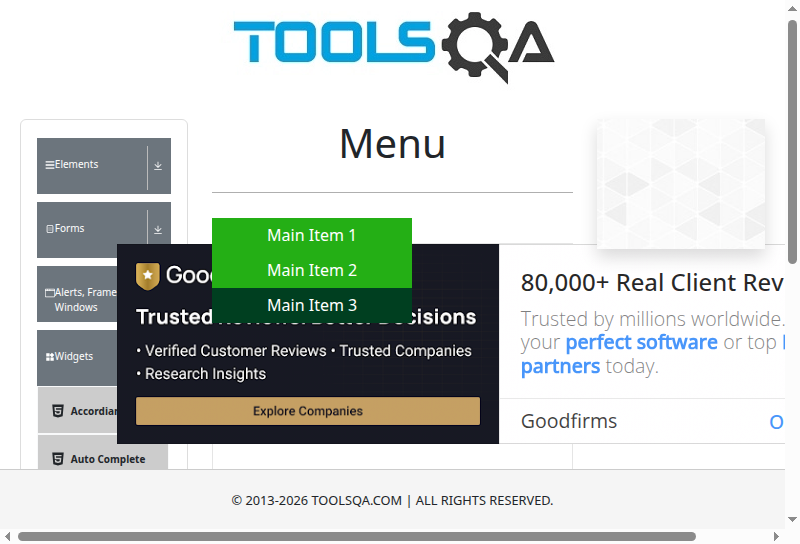 TOOLSQA
Menu
Elements
Forms
Alerts, Frame
Windows
Widgets
Accordian
Auto Complete
Main Item 1
Main Item 2
Main Item 3
Goo
Trusted Reviews. Better Decisions
• Verified Customer Reviews • Trusted Companies
• Research Insights
Explore Companies
80,000+ Real Client Rev
Trusted by millions worldwide.
your perfect software or top
partners today.
Goodfirms
© 2013-2026 TOOLSQA.COM | ALL RIGHTS RESERVED.